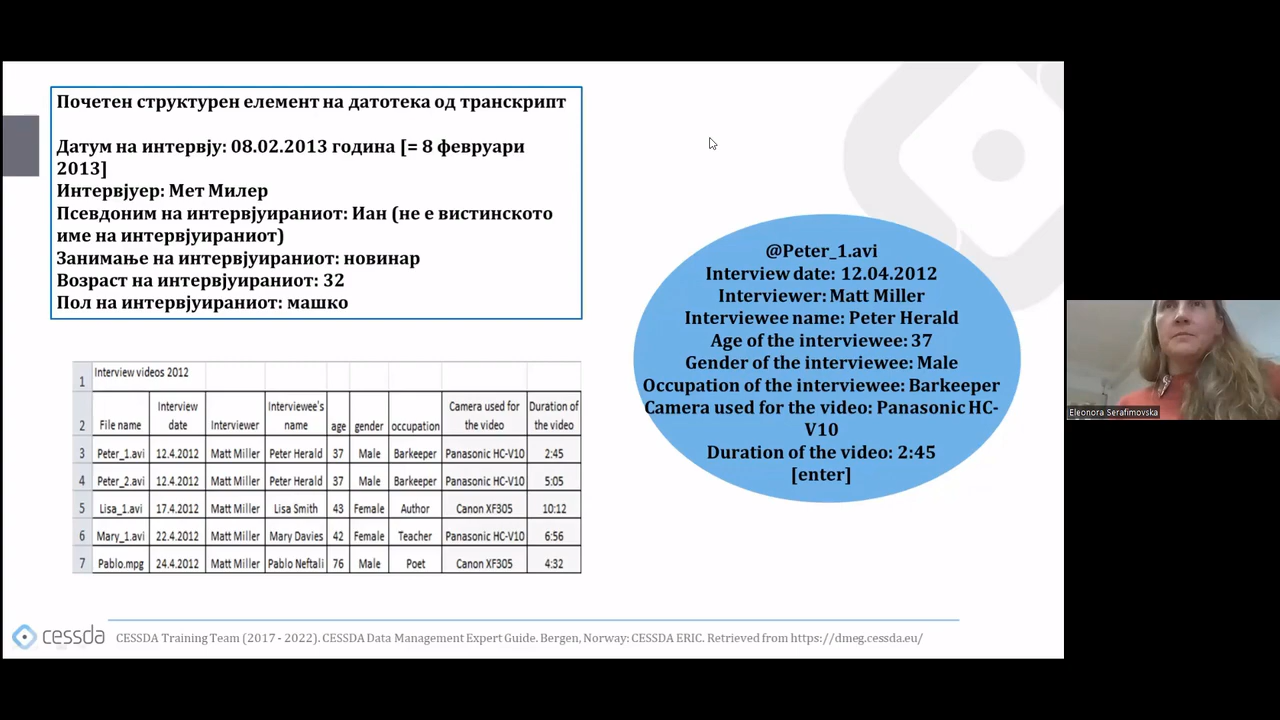 Почетен структурен елемент на датотека од транскрипт
Датум на интервју: 08.02.2013 година [= 8 февруари
2013]
Интервјуер: Мет Милер
Псевдоним на интервјуираниот: Иан (не е вистинското
име на интервјуираниот)
Занимање на интервјуираниот: новинар
Возраст на интервјуираниот: 32
Пол на интервјуираниот: машко
@Peter_1.avi
Interview date: 12.04.2012
Interviewer: Matt Miller
Interviewee name: Peter Herald
Age of the interviewee: 37
Gender of the interviewee: Male
Occupation of the interviewee: Barkeeper
Camera used for the video: Panasonic HC-
V10
Duration of the video: 2:45
[enter]
1 Interview videos 2012
2 File name Interview date Interviewer Interviewee's name age gender occupation Camera used for the video Duration of the video
3 Peter_1.avi 12.4.2012 Matt Miller Peter Herald 37 Male Barkeeper Panasonic HC-V10 2:45
4 Peter_2.avi 12.4.2012 Matt Miller Peter Herald 37 Male Barkeeper Panasonic HC-V10 5:05
5 Lisa_1.avi 17.4.2012 Matt Miller Lisa Smith 43 Female Author Canon XF305 10:12
6 Mary_1.avi 22.4.2012 Matt Miller Mary Davies 42 Female Teacher Panasonic HC-V10 6:56
7 Pablo.mpg 24.4.2012 Matt Miller Pablo Neftali 76 Male Poet Canon XF305 4:32
Eleonora Serafimovska
cessda
CESSDA Training Team (2017 - 2022). CESSDA Data Management Expert Guide. Bergen, Norway: CESSDA ERIC. Retrieved from https://dmeg.cessda.eu/